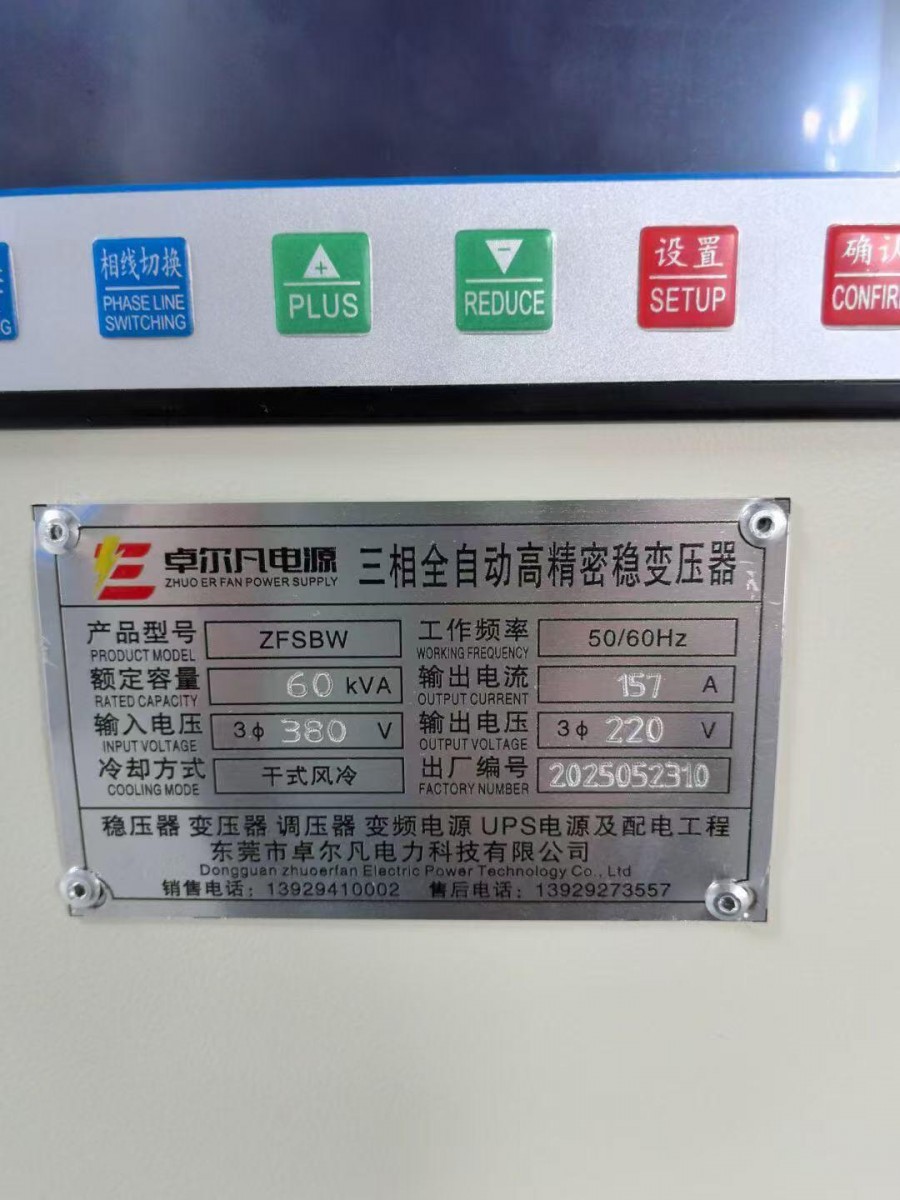 G
相线切换
PHASE LINE
SWITCHING
+
PLUS
-
REDUCE
设置
SETUP
确认
CONFIR
卓尔凡电源
ZHUO ER FAN POWER SUPPLY
三相全自动高精密稳变压器
产品型号 ZFSBW 工作频率 50/60Hz
PRODUCT MODEL WORKING FREQUENCY
额定容量 60 kVA 输出电流 157 A
RATED CAPACITY OUTPUT CURRENT
输入电压 3ϕ 380 V 输出电压 3ϕ 220 V
INPUT VOLTAGE OUTPUT VOLTAGE
冷却方式 干式风冷 出厂编号 2025052310
COOLING MODE FACTORY NUMBER
稳压器 变压器 调压器 变频电源 UPS电源及配电工程
东莞市卓尔凡电力科技有限公司
Dongguan zhuoerfan Electric Power Technology Co., Ltd
销售电话：13929410002 售后电话：13929273557